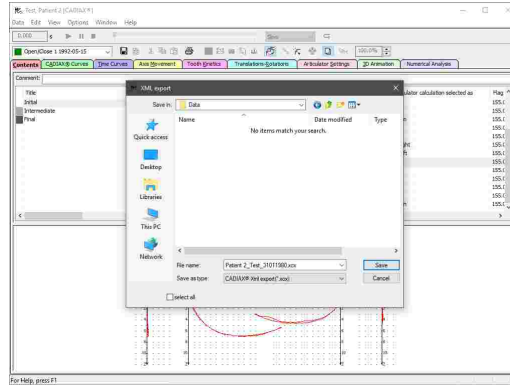 Test, Patient 2 [CADIAX®]
Data Edit View Options Window Help
0.000 s
Open/Close 1 1992-05-15
100.0%
Contents CADIAX® Curves Time Curves Axis Movement Tooth Kinetics Translations-Rotations Articulator Settings 3D Animation Numerical Analysis
Comment:
Title
Initial
Intermediate
Final
ulator calculation selected as Flag
XML export
Save in: Data
Name Date modified Type
No items match your search.
Quick access
Desktop
Libraries
This PC
Network
File name: Patient 2_Test_31011980.xcx Save
Save as type: CADIAX® Xml export(*.xcx) Cancel
select all
For Help, press F1